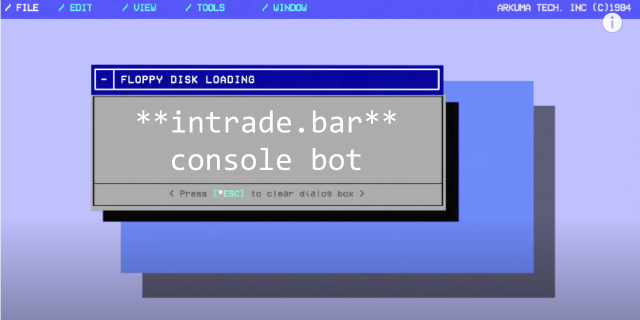 / FILE / EDIT / VIEW / TOOLS / WINDOW ARKUMA TECH. INC (C)1984
i
- FLOPPY DISK LOADING
**intrade.bar**
console bot
< Press [*ESC] to clear dialog box >